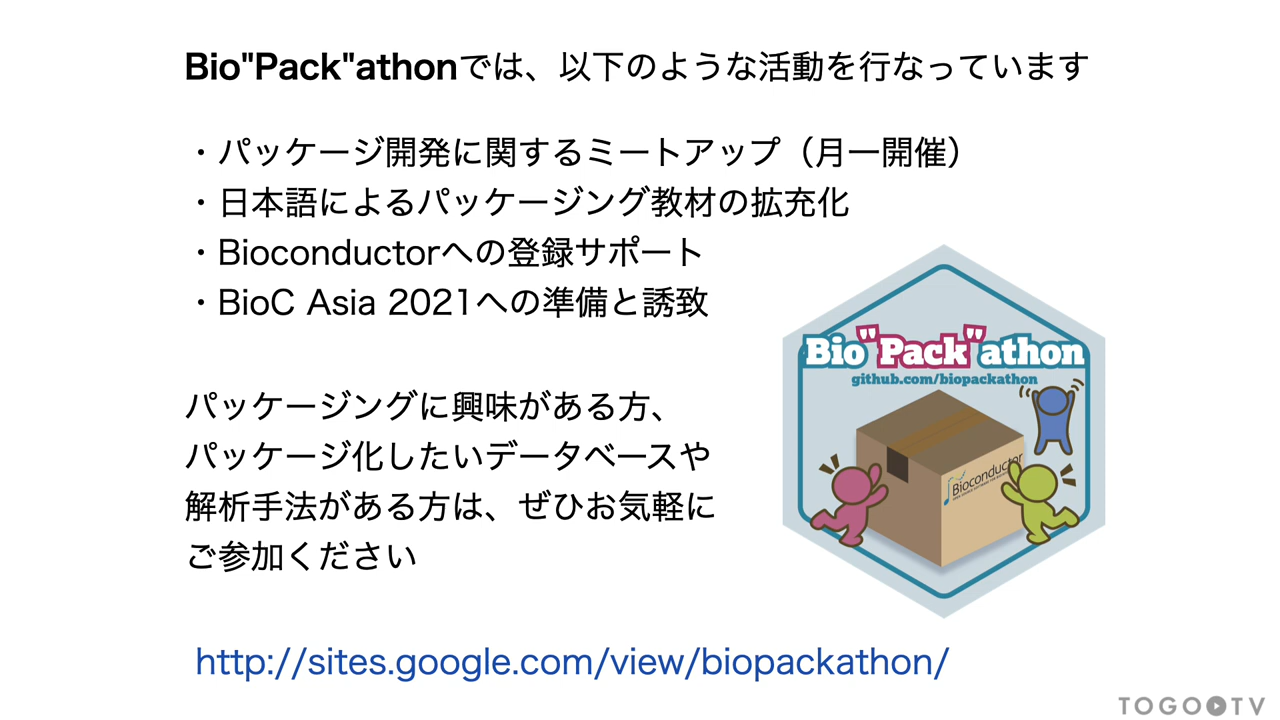 Bio"Pack"athonでは、以下のような活動を行なっています
・パッケージ開発に関するミートアップ（月一開催）
・日本語によるパッケージング教材の拡充化
・Bioconductorへの登録サポート
・BioC Asia 2021への準備と誘致
パッケージングに興味がある方、
パッケージ化したいデータベースや
解析手法がある方は、ぜひお気軽に
ご参加ください
Bio"Pack"athon
github.com/biopackathon
Bioconductor
http://sites.google.com/view/biopackathon/
TOGOTV